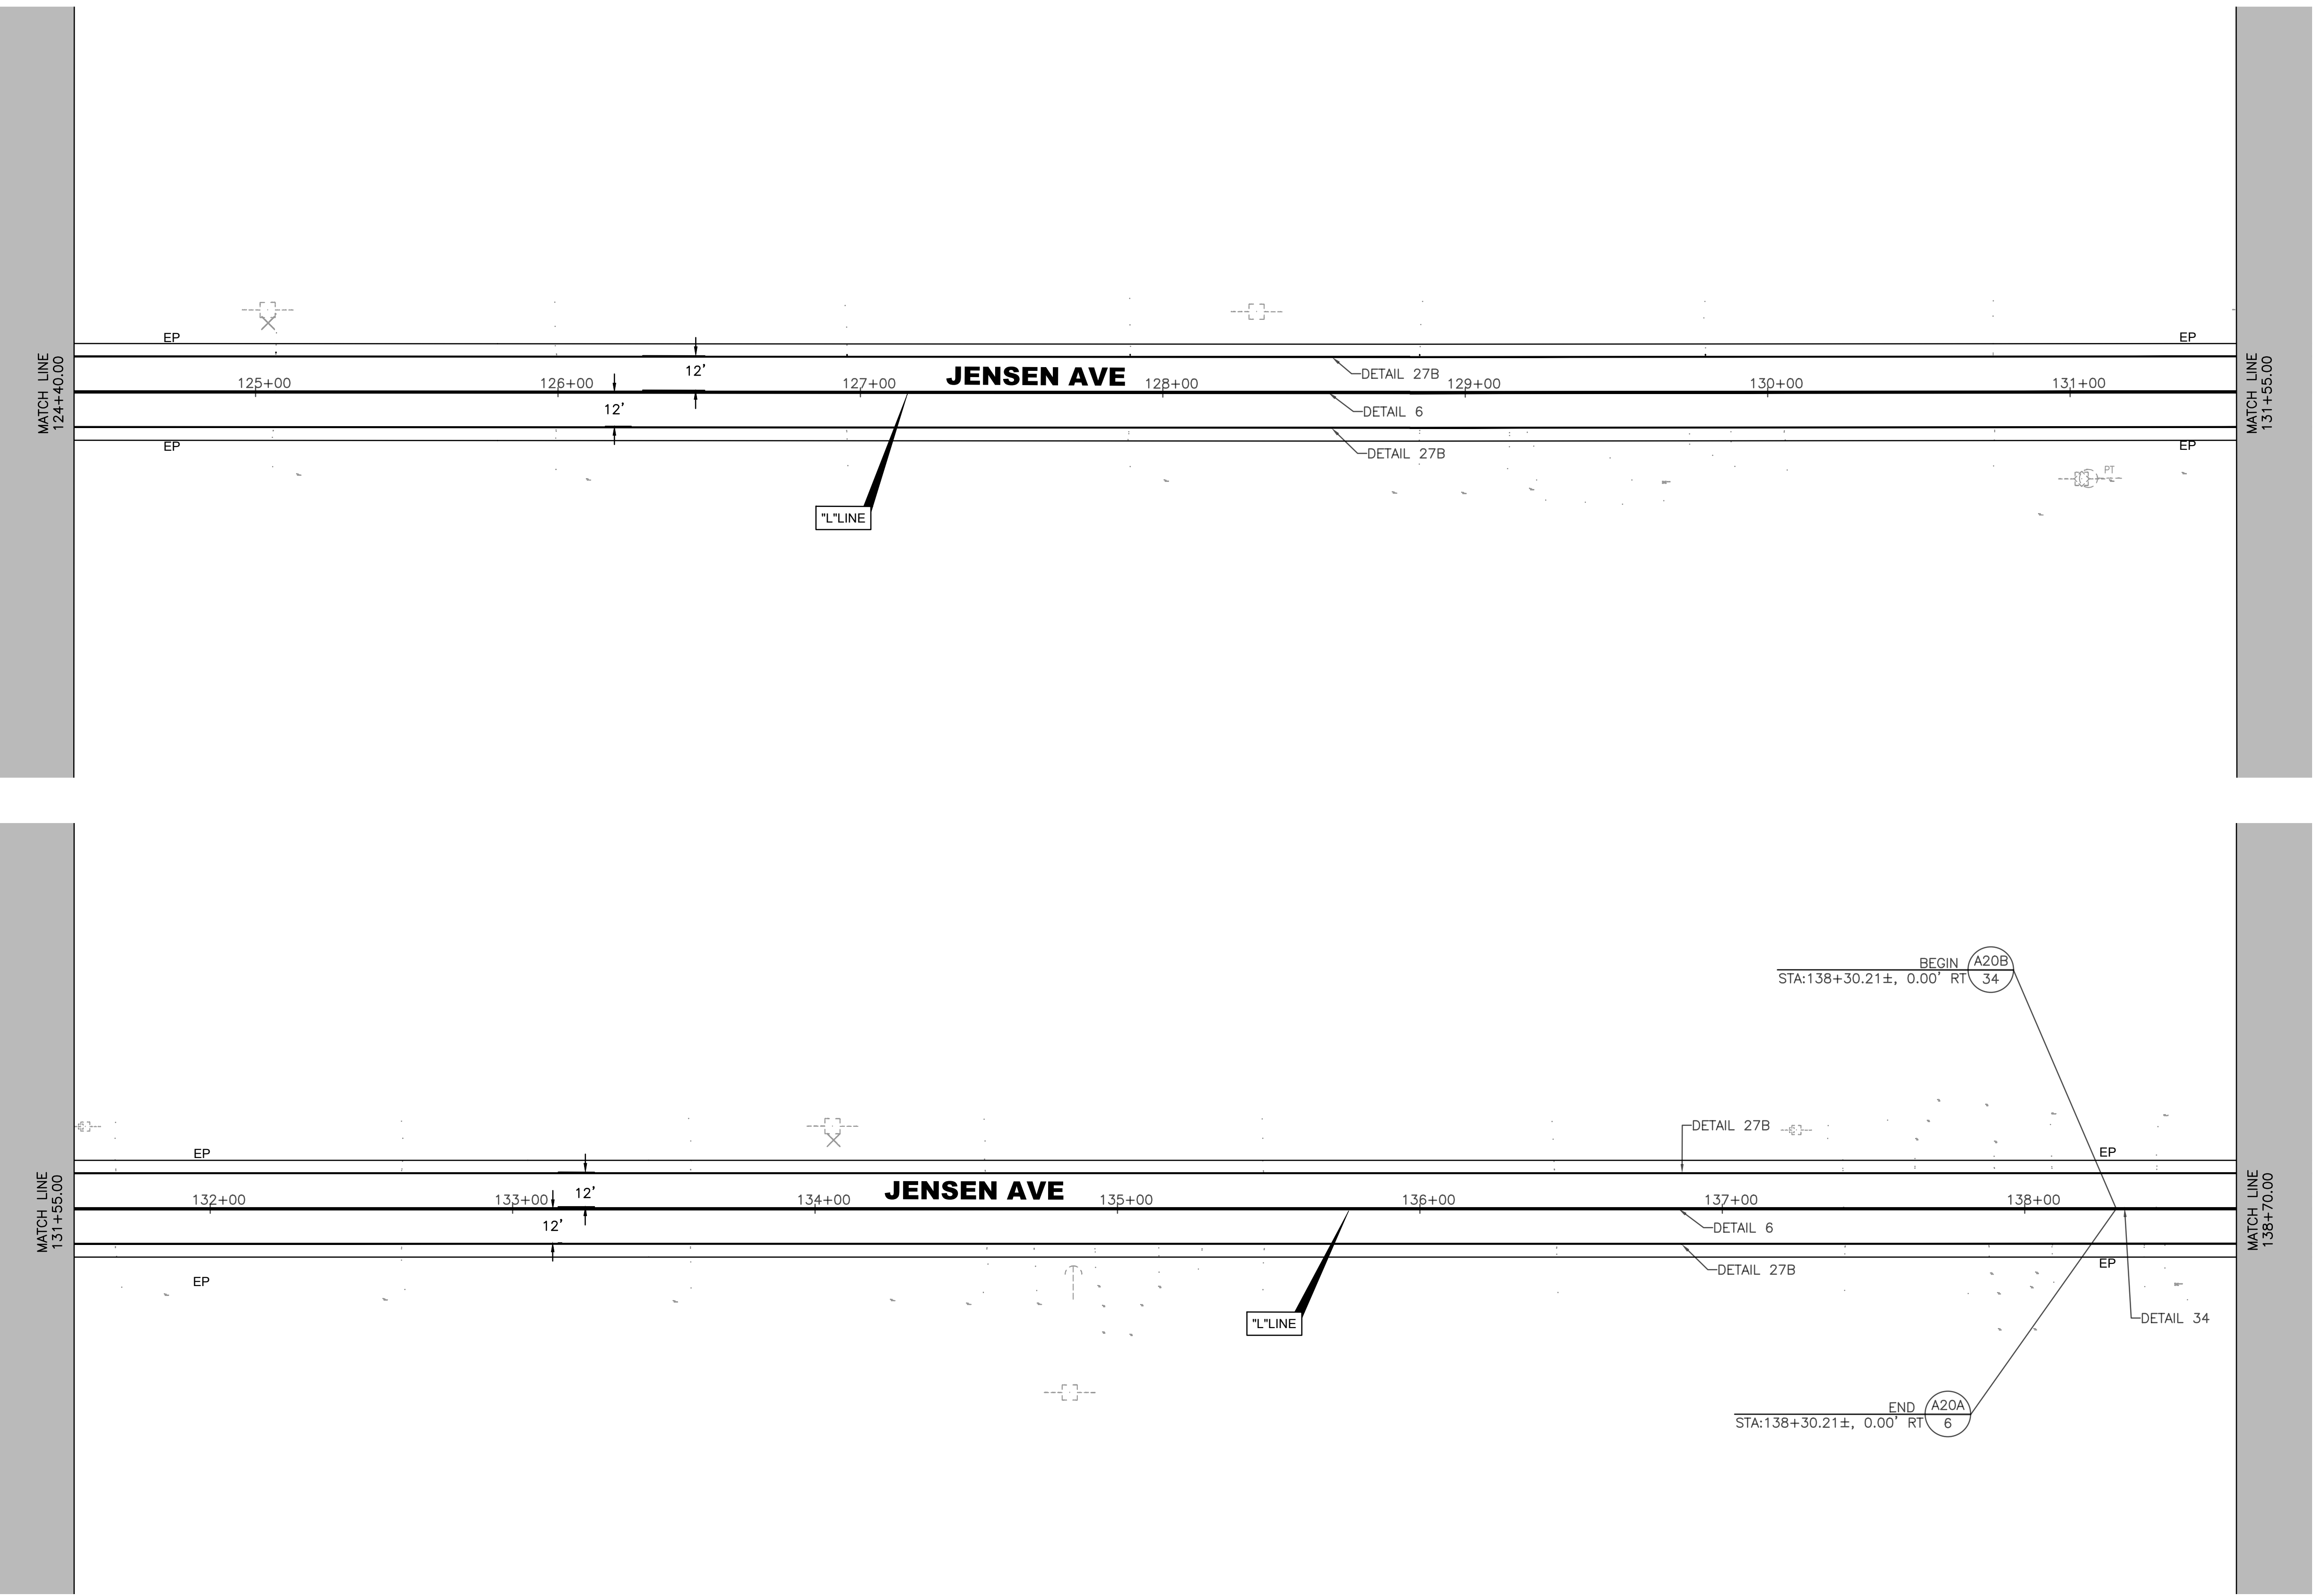 MATCH LINE
124+40.00
EP
EP
125+00
126+00
12'
12'
127+00
JENSEN AVE
128+00
DETAIL 27B
DETAIL 6
DETAIL 27B
129+00
130+00
131+00
EP
EP
PT
"L"LINE
MATCH LINE
131+55.00
MATCH LINE
131+55.00
BEGIN
A20B
STA:138+30.21±, 0.00' RT
34
EP
EP
132+00
133+00
12'
12'
134+00
JENSEN AVE
135+00
136+00
DETAIL 27B
137+00
DETAIL 6
DETAIL 27B
138+00
EP
EP
"L"LINE
DETAIL 34
END
A20A
STA:138+30.21±, 0.00' RT
6
MATCH LINE
138+70.00